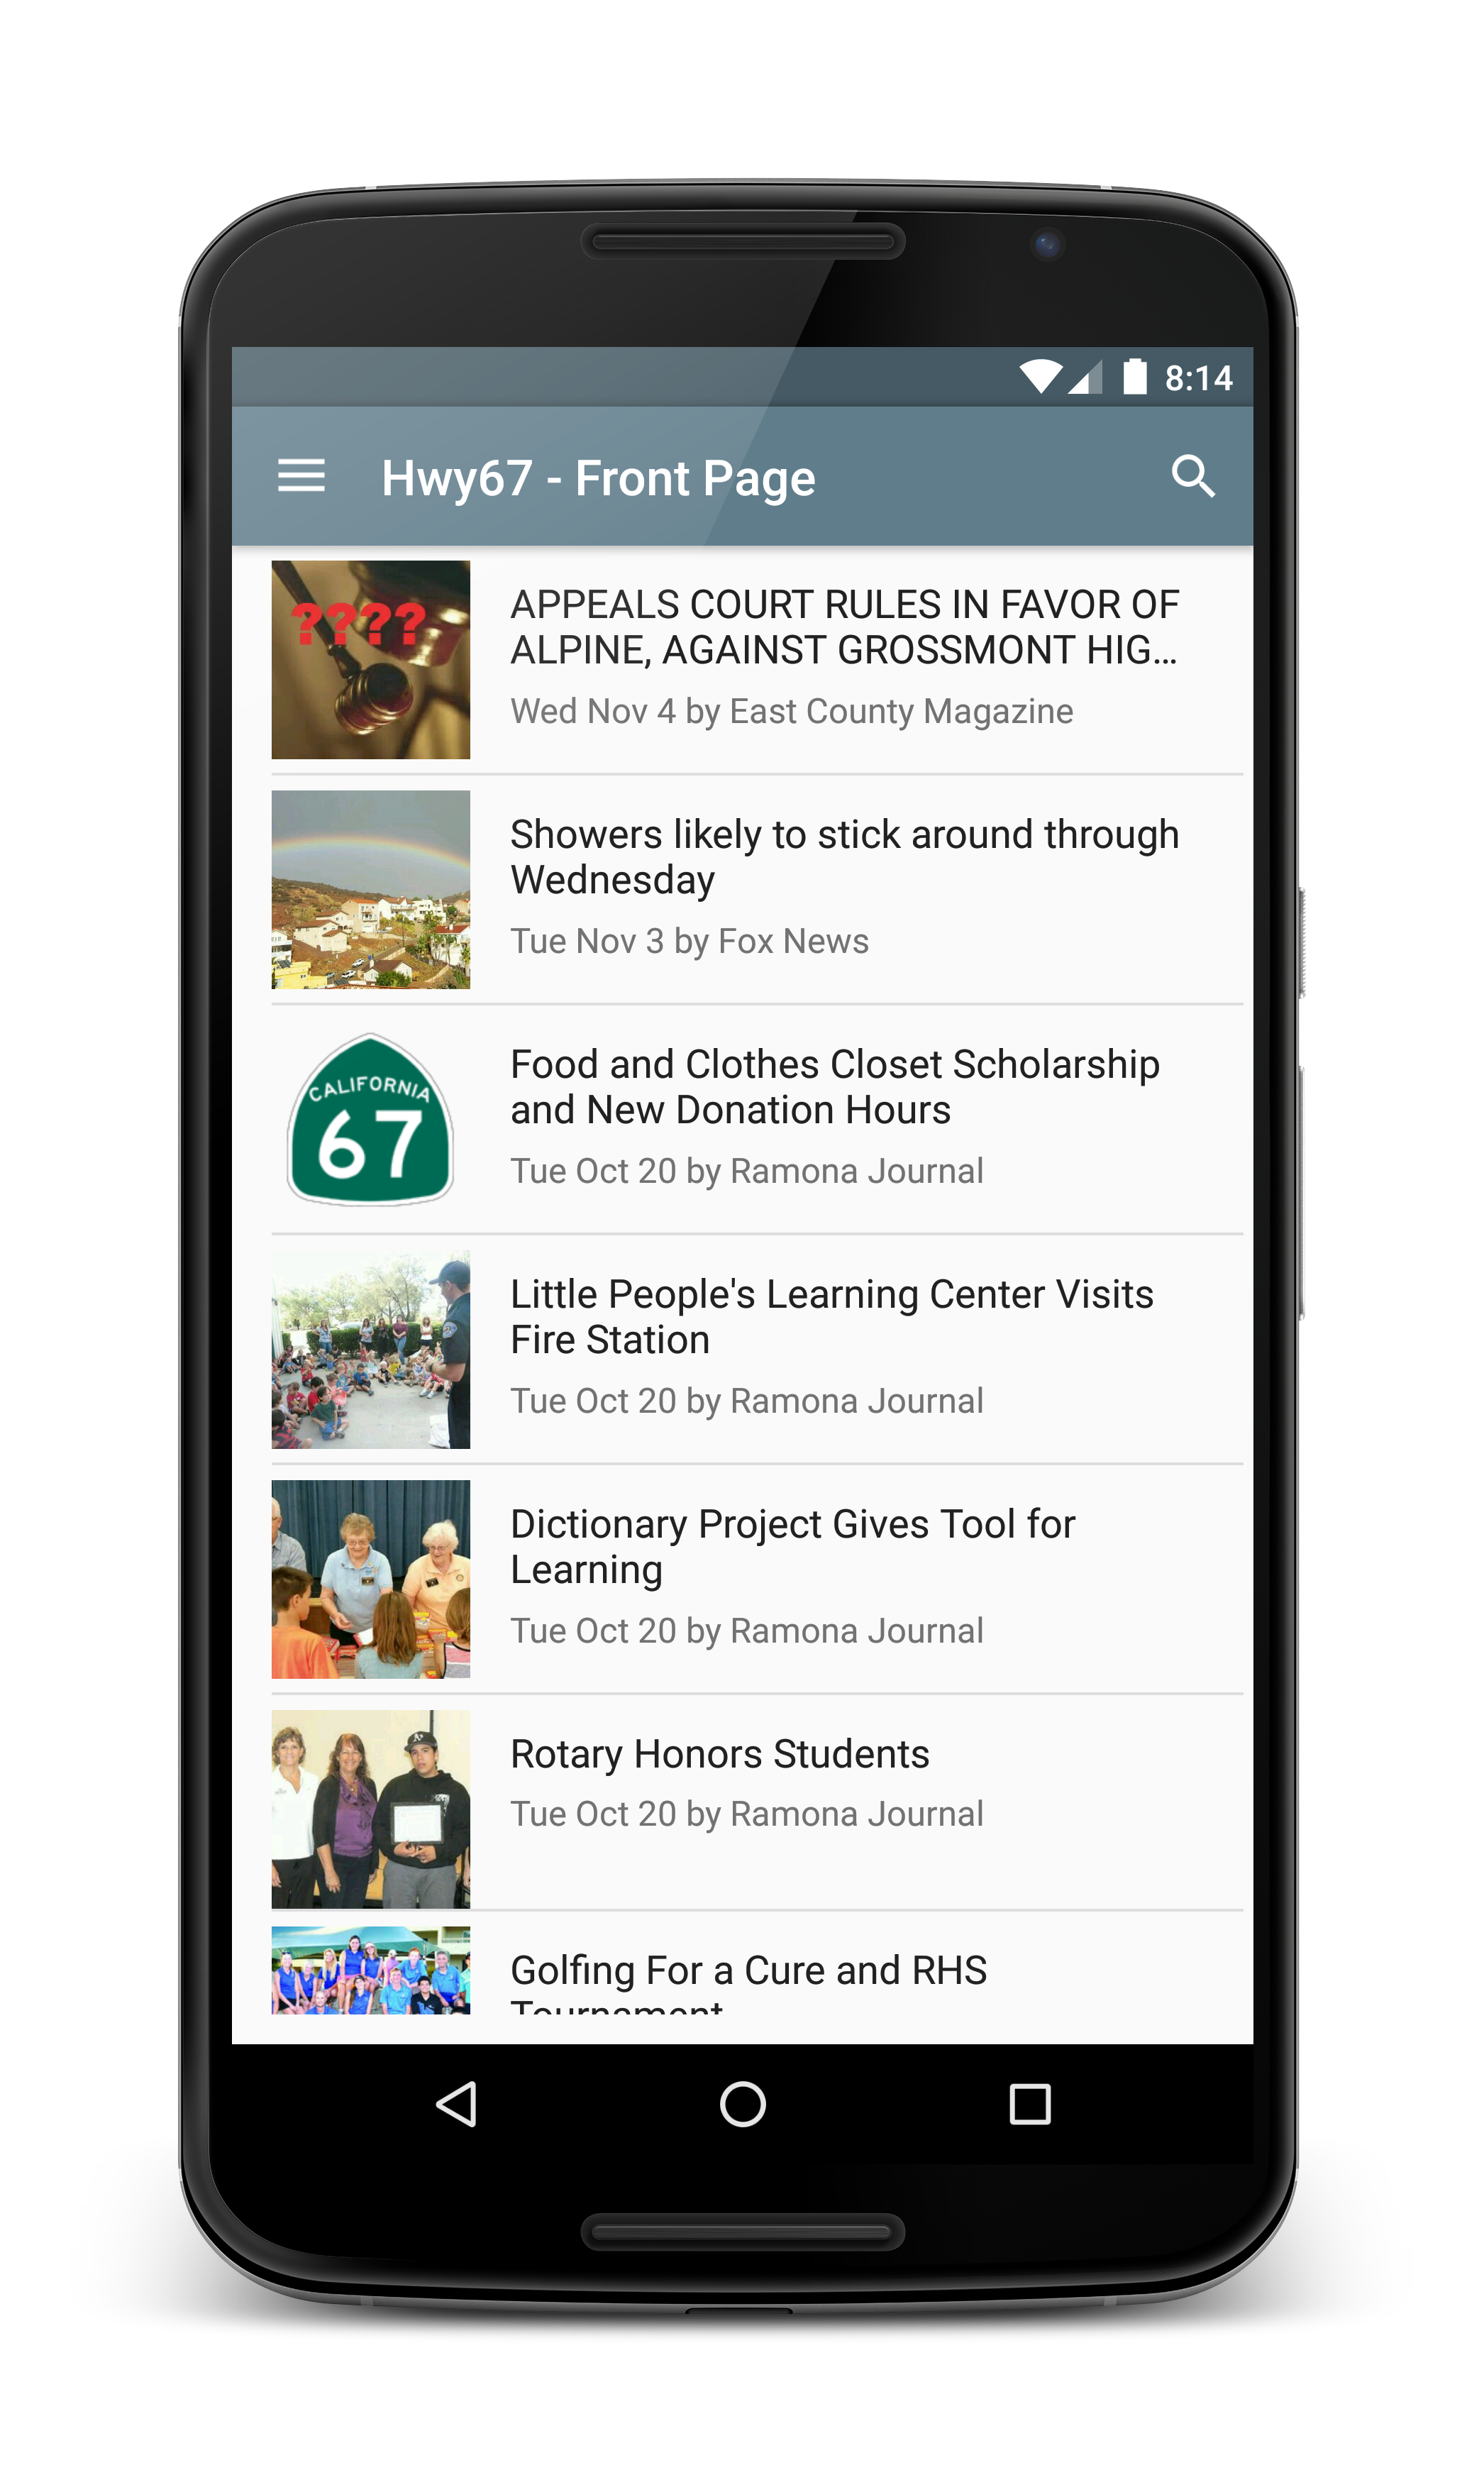 8:14
Hwy67 - Front Page
????
APPEALS COURT RULES IN FAVOR OF
ALPINE, AGAINST GROSSMONT HIG…
Wed Nov 4 by East County Magazine
Showers likely to stick around through
Wednesday
Tue Nov 3 by Fox News
CALIFORNIA
67
Food and Clothes Closet Scholarship
and New Donation Hours
Tue Oct 20 by Ramona Journal
Little People's Learning Center Visits
Fire Station
Tue Oct 20 by Ramona Journal
Dictionary Project Gives Tool for
Learning
Tue Oct 20 by Ramona Journal
Rotary Honors Students
Tue Oct 20 by Ramona Journal
Golfing For a Cure and RHS
Tournament